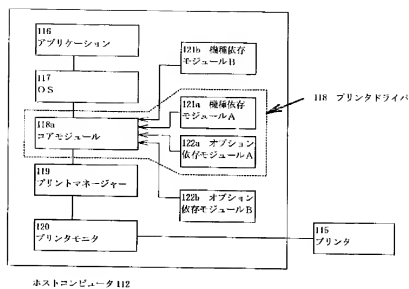 116
アプリケーション
117
OS
118a
コアモジュール
119
プリントマネージャー
120
プリンタモニタ
121b 機種依存
モジュールB
121a 機種依存
モジュールA
122a オプション
依存モジュールA
122b オプション
依存モジュールB
118 プリンタドライバ
115
プリンタ
ホストコンピュータ112